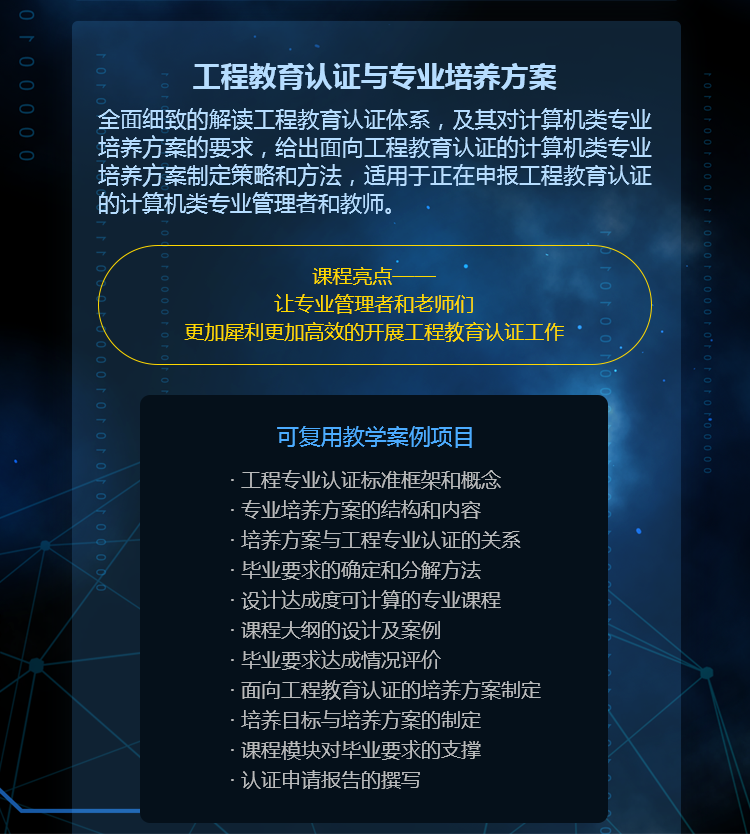 工程教育认证与专业培养方案
全面细致的解读工程教育认证体系，及其对计算机类专业
培养方案的要求，给出面向工程教育认证的计算机类专业
培养方案制定策略和方法，适用于正在申报工程教育认证
的计算机类专业管理者和教师。
课程亮点——
让专业管理者和老师们
更加犀利更加高效的开展工程教育认证工作
可复用教学案例项目
· 工程专业认证标准框架和概念
· 专业培养方案的结构和内容
· 培养方案与工程专业认证的关系
· 毕业要求的确定和分解方法
· 设计达成度可计算的专业课程
· 课程大纲的设计及案例
· 毕业要求达成情况评价
· 面向工程教育认证的培养方案制定
· 培养目标与培养方案的制定
· 课程模块对毕业要求的支撑
· 认证申请报告的撰写